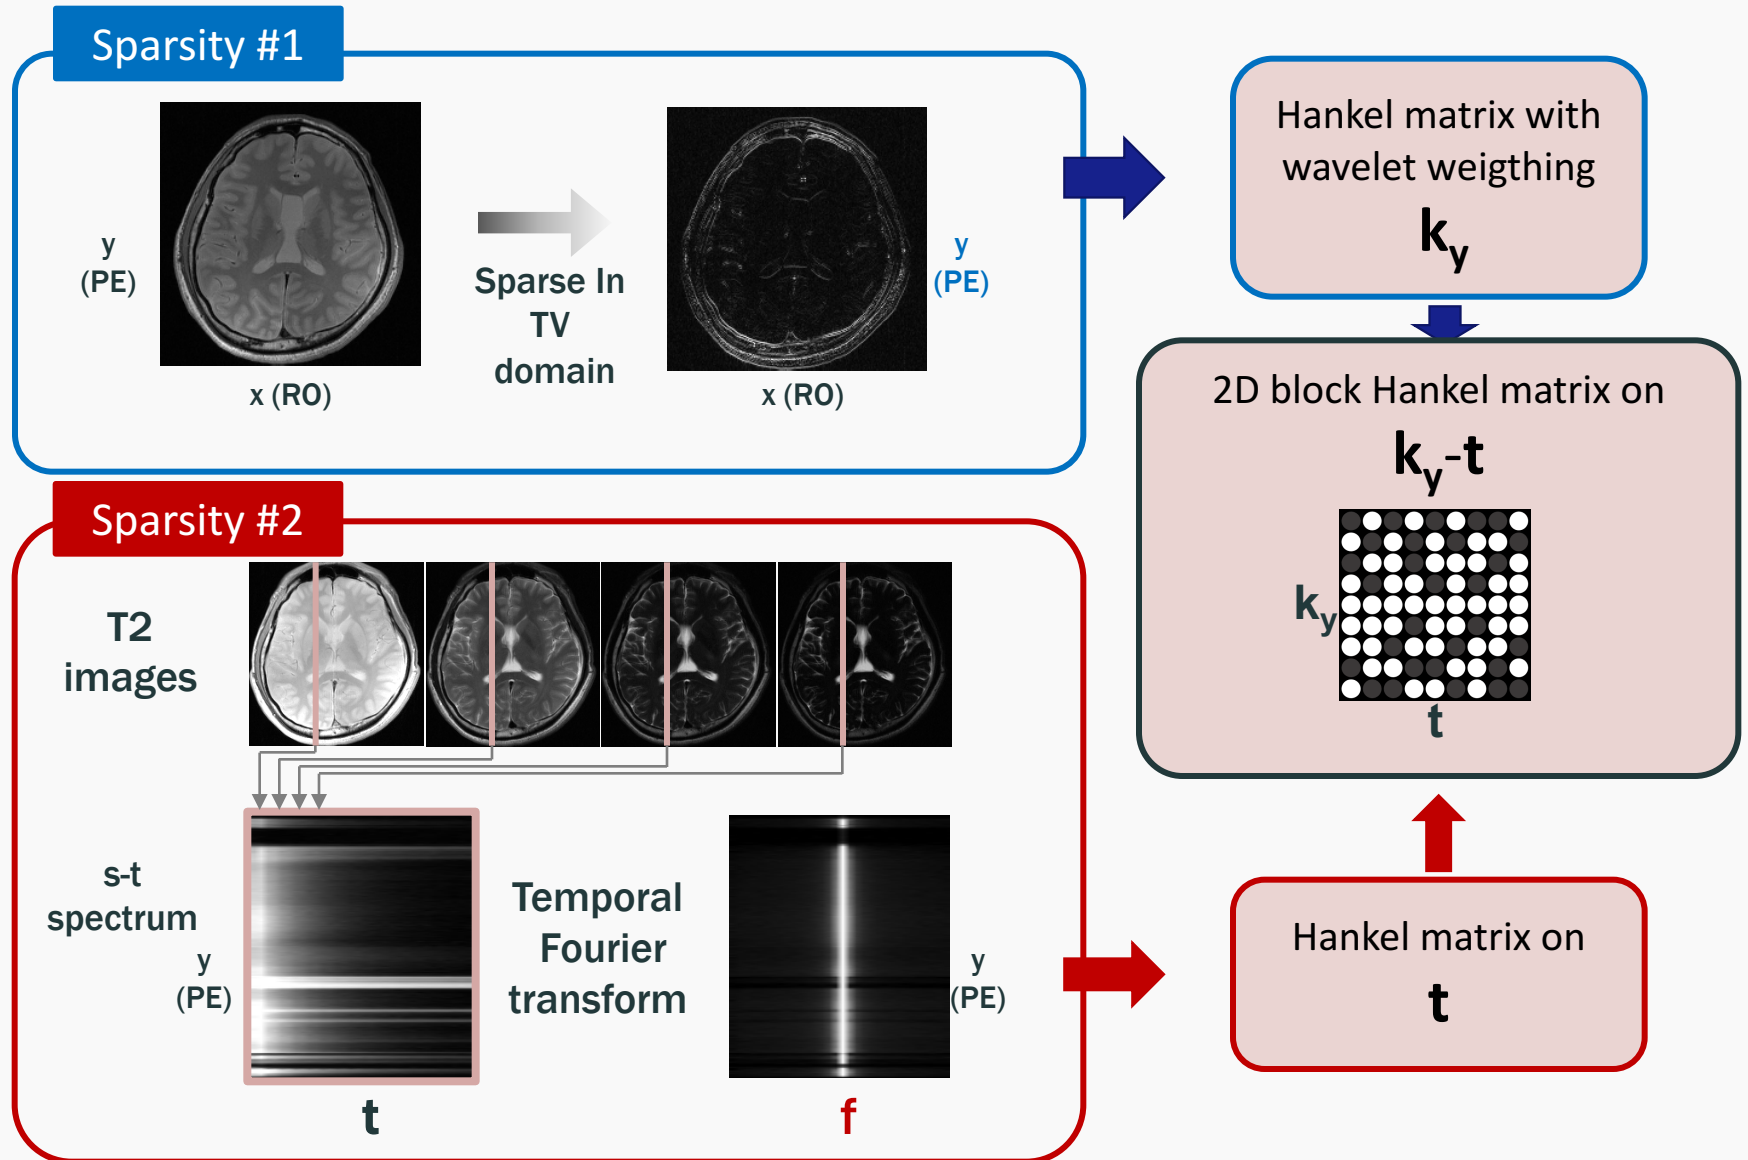 Sparsity #1
y
(PE)
x (RO)
Sparse In
TV
domain
y
(PE)
x (RO)
Hankel matrix with
wavelet weigthing
ky
2D block Hankel matrix on
ky-t
ky
t
Sparsity #2
T2
images
s-t
spectrum
y
(PE)
t
Temporal
Fourier
transform
y
(PE)
f
Hankel matrix on
t